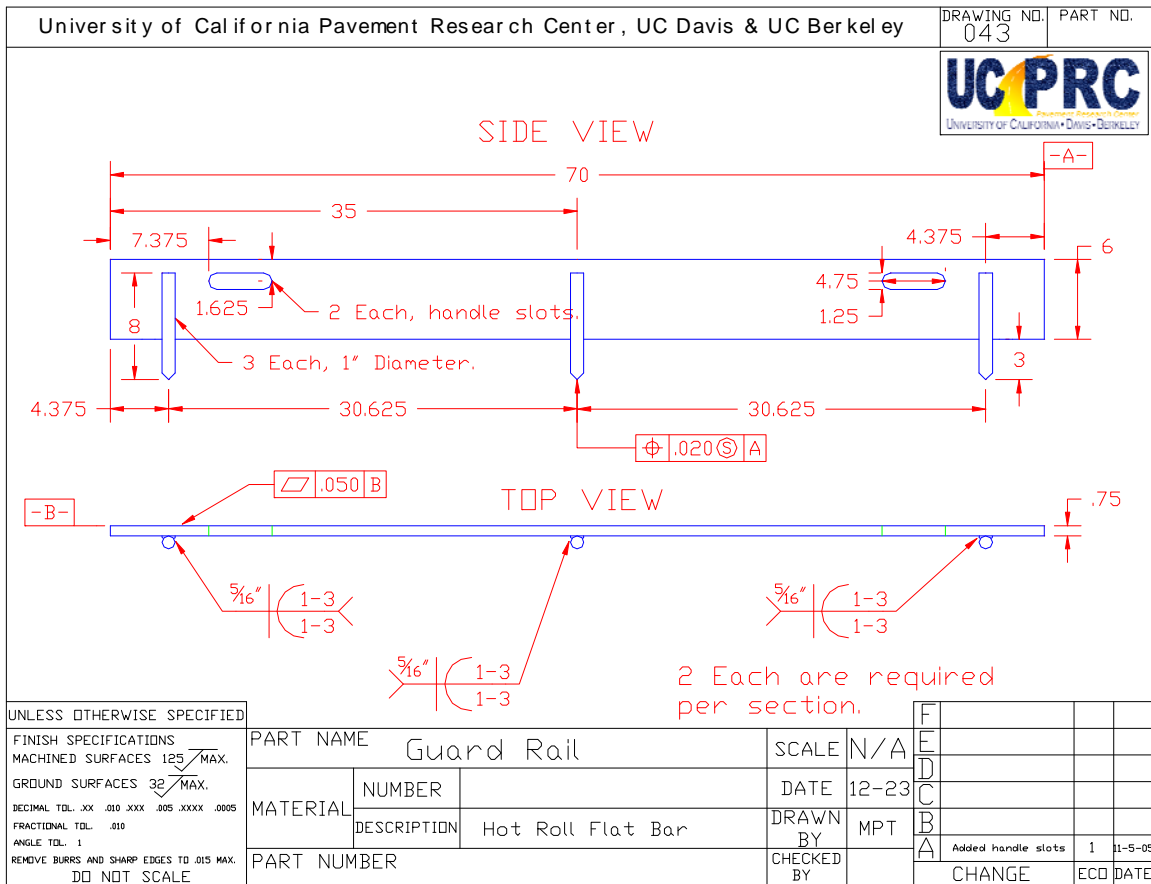 University of California Pavement Research Center, UC Davis & UC Berkeley
DRAWING NO.
043
PART NO.
UCPRC
Pavement Research Center
UNIVERSITY OF CALIFORNIA • DAVIS • BERKELEY
SIDE VIEW
-A-
70
35
7.375
4.375
6
4.75
1.625
2 Each, handle slots.
1.25
8
3 Each, 1" Diameter.
3
4.375
30.625
30.625
⌖ .020 Ⓢ A
▱ .050 B
TOP VIEW
-B-
.75
5/16"
1-3
1-3
5/16"
1-3
1-3
5/16"
1-3
1-3
2 Each are required
per section.
UNLESS OTHERWISE SPECIFIED
FINISH SPECIFICATIONS
MACHINED SURFACES 125 MAX.
GROUND SURFACES 32 MAX.
DECIMAL TOL. .XX .010 .XXX .005 .XXXX .0005
FRACTIONAL TOL. .010
ANGLE TOL. 1
REMOVE BURRS AND SHARP EDGES TO .015 MAX.
DO NOT SCALE
PART NAME
Guard Rail
MATERIAL
NUMBER
DESCRIPTION
Hot Roll Flat Bar
PART NUMBER
SCALE
N/A
DATE
12-23
DRAWN
BY
MPT
CHECKED
BY
F
E
D
C
B
A
Added handle slots
1
11-5-05
CHANGE
ECO
DATE